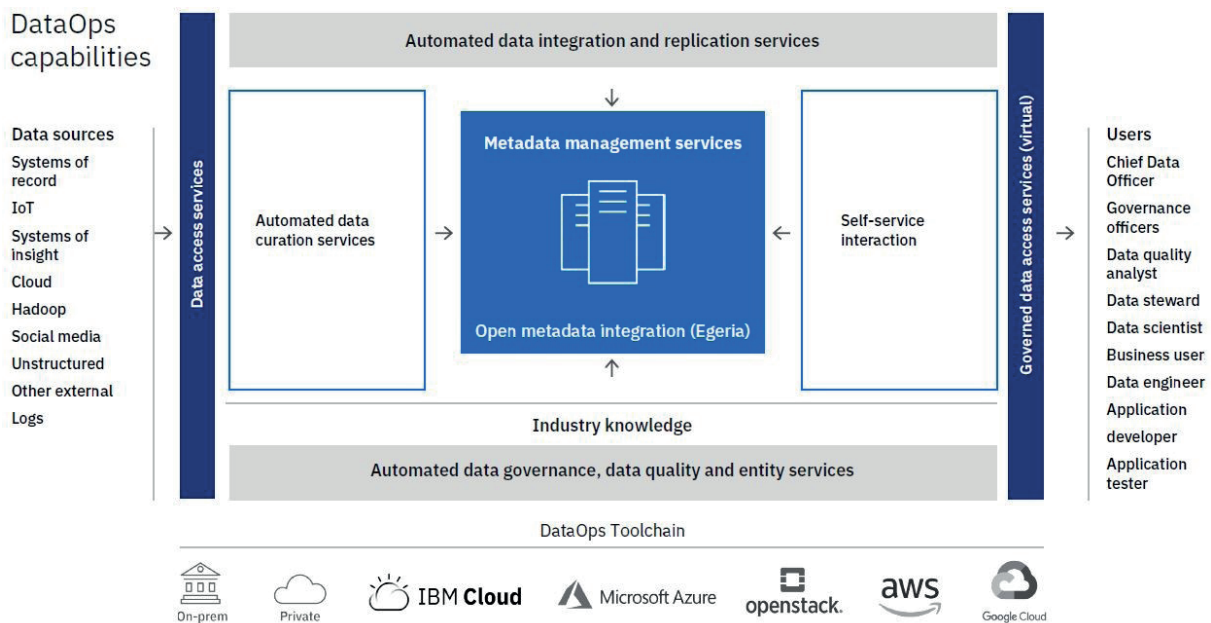 DataOps
capabilities
Automated data integration and replication services
Data sources
Systems of
record
IoT
Systems of
insight
Cloud
Hadoop
Social media
Unstructured
Other external
Logs
Data access services
Automated data
curation services
Metadata management services
Open metadata integration (Egeria)
Self-service
interaction
Governed data access services (virtual)
Users
Chief Data
Officer
Governance
officers
Data quality
analyst
Data steward
Data scientist
Business user
Data engineer
Application
developer
Application
tester
Industry knowledge
Automated data governance, data quality and entity services
DataOps Toolchain
On-prem
Private
IBM Cloud
Microsoft Azure
openstack.
aws
Google Cloud